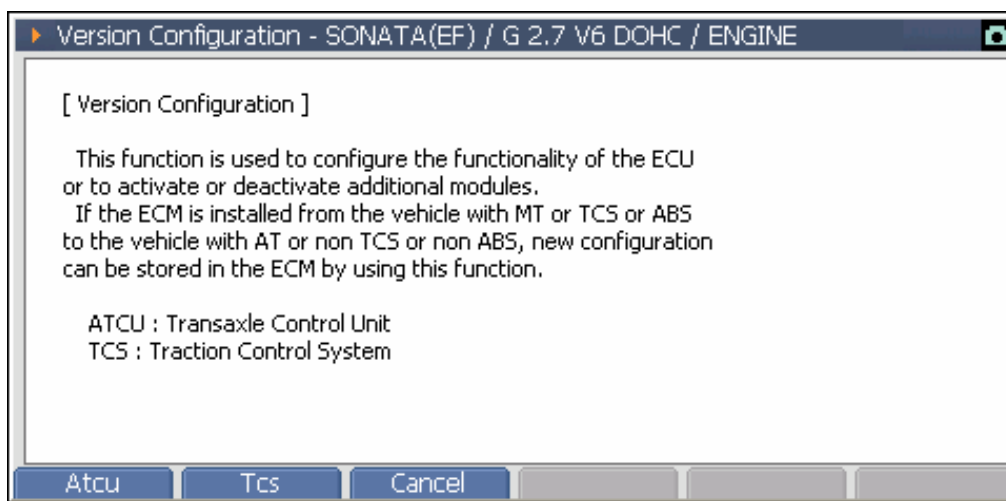 Version Configuration - SONATA(EF) / G 2.7 V6 DOHC / ENGINE
[ Version Configuration ]
This function is used to configure the functionality of the ECU
or to activate or deactivate additional modules.
If the ECM is installed from the vehicle with MT or TCS or ABS
to the vehicle with AT or non TCS or non ABS, new configuration
can be stored in the ECM by using this function.
ATCU : Transaxle Control Unit
TCS : Traction Control System
Atcu Tcs Cancel